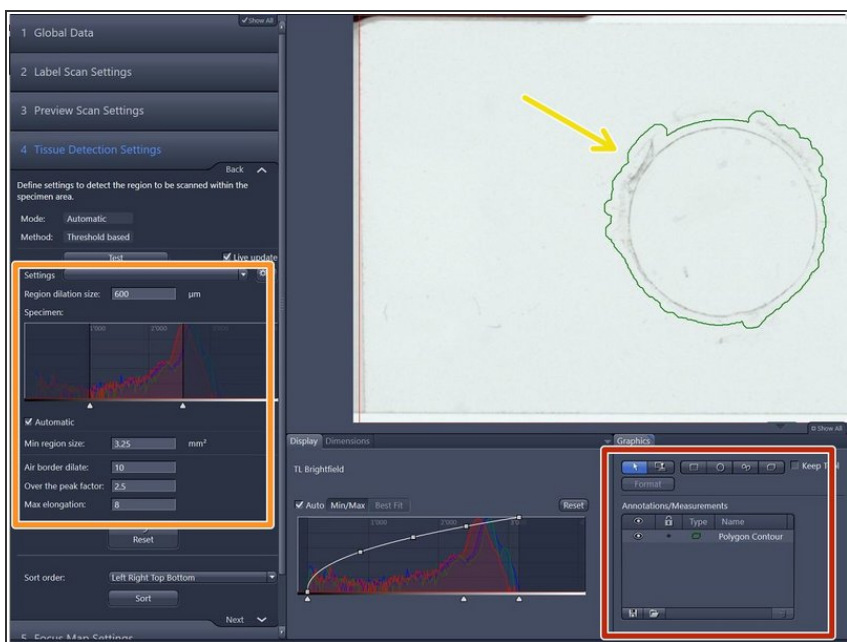 Show All
1 Global Data
2 Label Scan Settings
3 Preview Scan Settings
4 Tissue Detection Settings
Back
Define settings to detect the region to be scanned within the
specimen area.
Mode: Automatic
Method: Threshold based
Test Live update
Settings
Region dilation size: 600 µm
Specimen:
1'000 2'000
Automatic
Min region size: 3.25 mm²
Air border dilate: 10
Over the peak factor: 2.5
Max elongation: 8
Reset
Sort order: Left Right Top Bottom
Sort
Next
5 Focus Map Settings
Show All
Display Dimensions
TL Brightfield
Auto Min/Max Best Fit Reset
1'000 2'000
Graphics
Keep
Format
Annotations/Measurements
Type Name
Polygon Contour